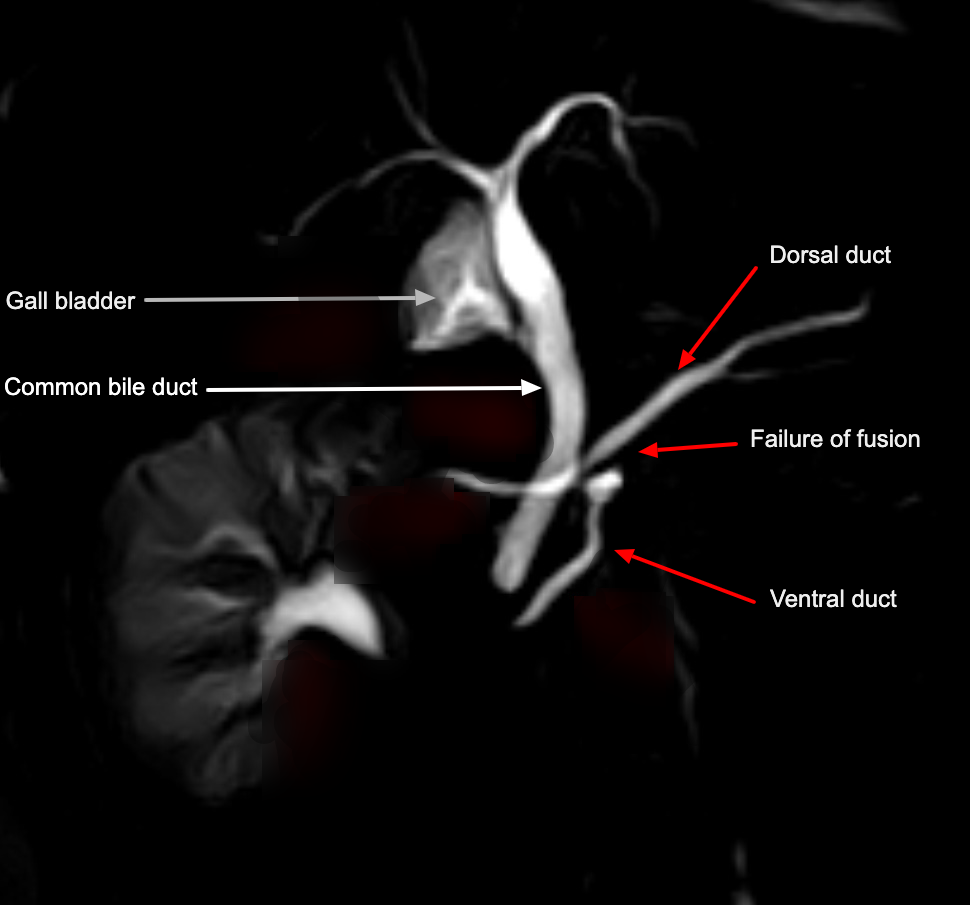 Dorsal duct
Gall bladder
Common bile duct
Failure of fusion
Ventral duct